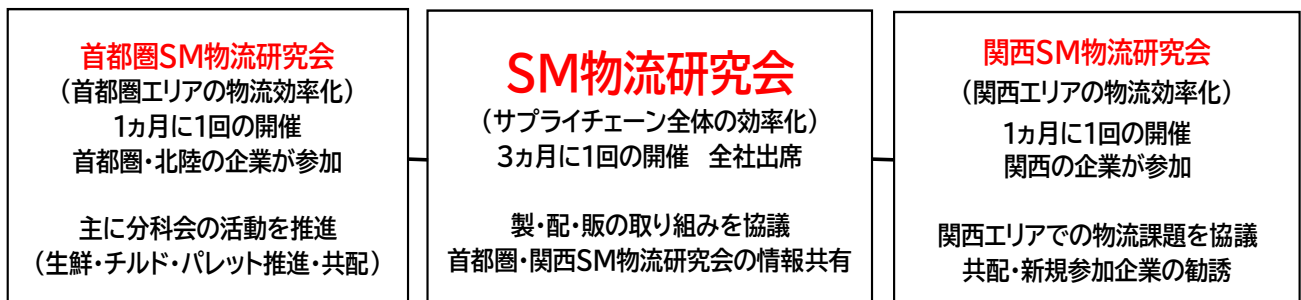 首都圏SM物流研究会
（首都圏エリアの物流効率化）
1ヵ月に1回の開催
首都圏・北陸の企業が参加
主に分科会の活動を推進
（生鮮・チルド・パレット推進・共配）
SM物流研究会
（サプライチェーン全体の効率化）
3ヵ月に1回の開催　全社出席
製・配・販の取り組みを協議
首都圏・関西SM物流研究会の情報共有
関西SM物流研究会
（関西エリアの物流効率化）
1ヵ月に1回の開催
関西の企業が参加
関西エリアでの物流課題を協議
共配・新規参加企業の勧誘